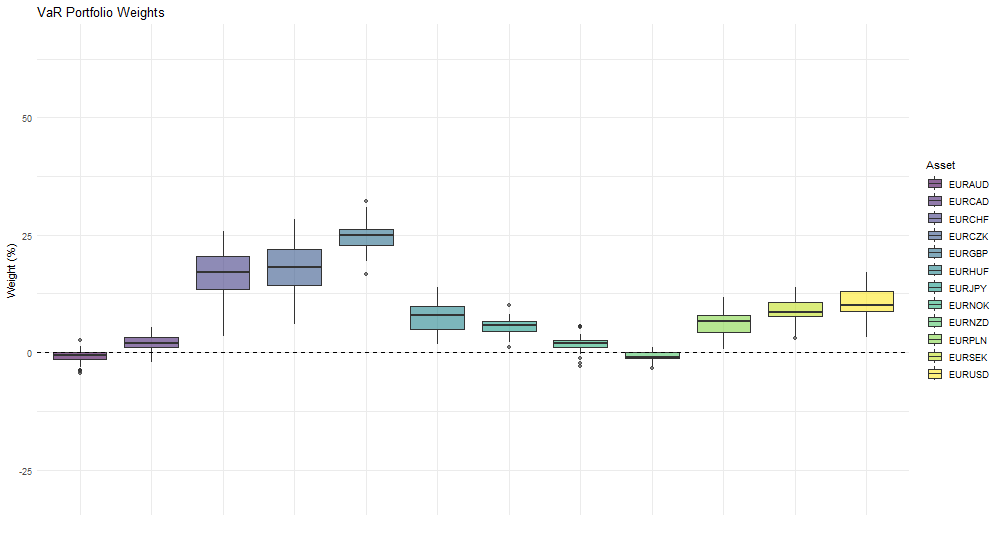 VaR Portfolio Weights
50
25
0
-25
Weight (%)
Asset
EURAUD
EURCAD
EURCHF
EURCZK
EURGBP
EURHUF
EURJPY
EURNOK
EURNZD
EURPLN
EURSEK
EURUSD